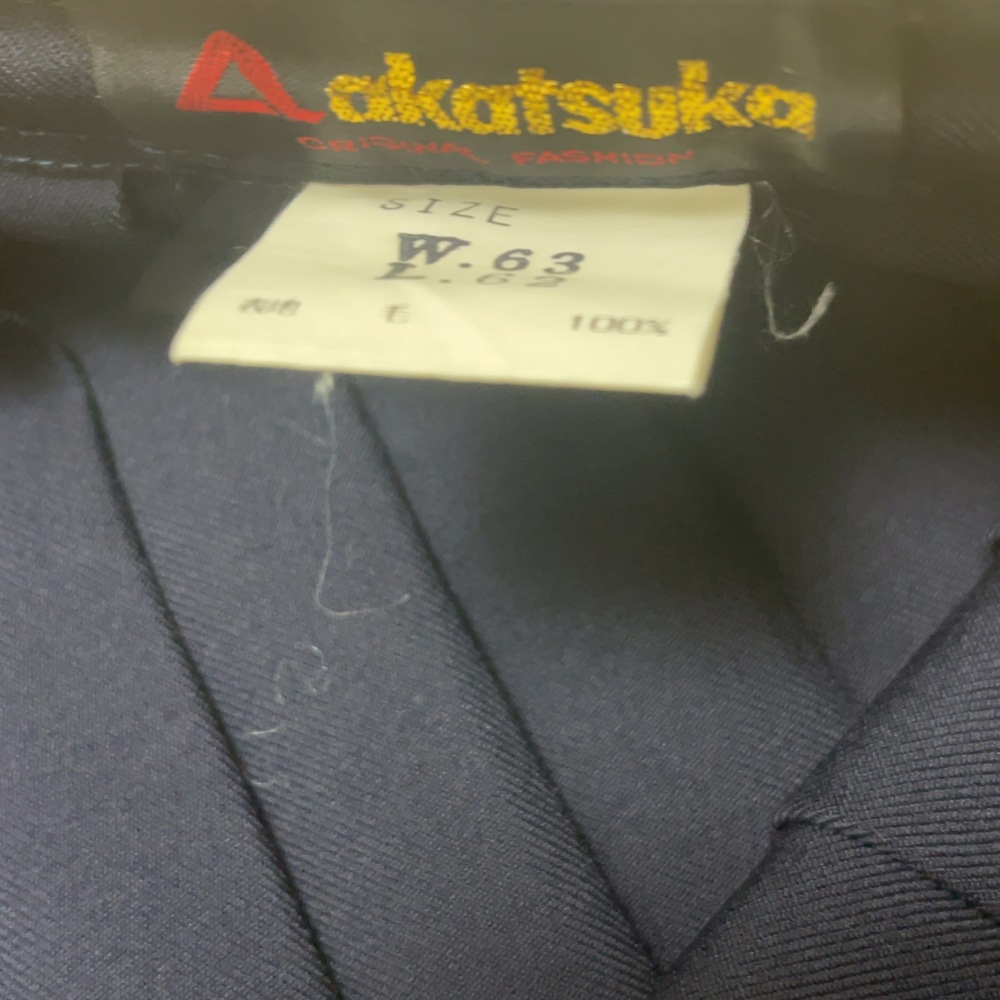 akatsuka
ORIGINAL FASHION
SIZE
W.63
L.62
表地 毛 100%